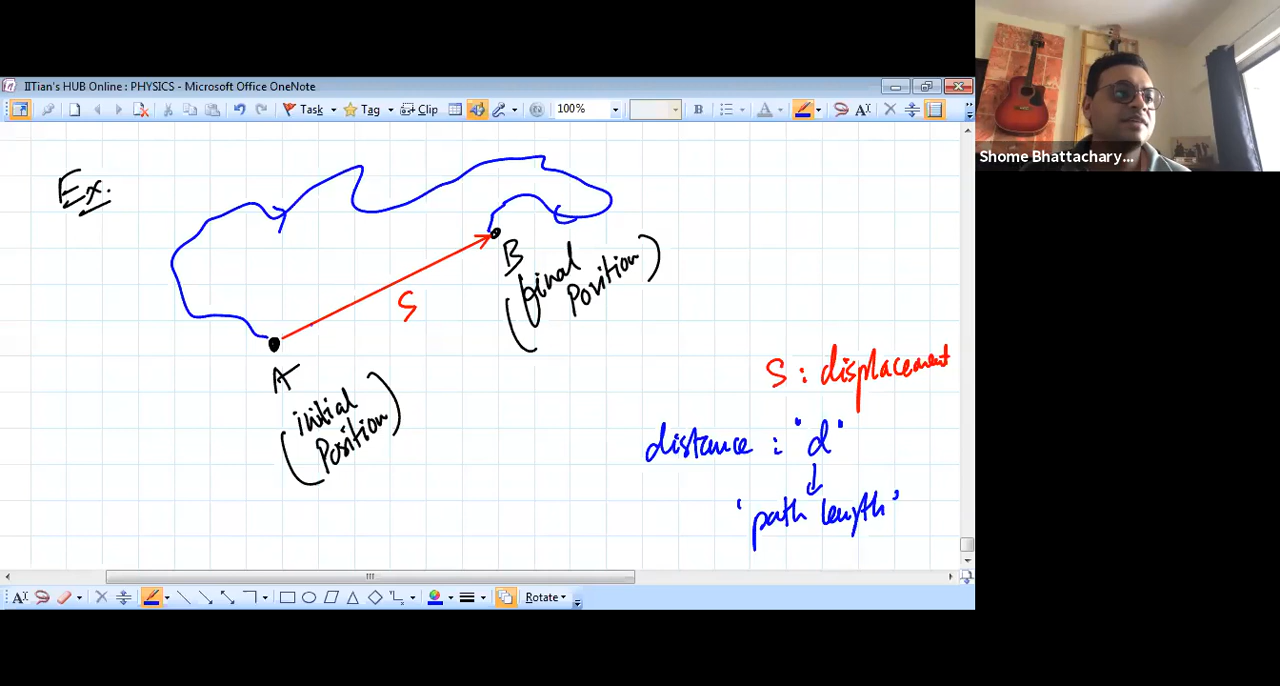 IITian's HUB Online : PHYSICS - Microsoft Office OneNote
Task Tag Clip 100% B A
Ex.
S
A
(initial
Position)
B
(final
Position)
S : displacement
distance : "d"
'path length'
Rotate
Shome Bhattachary...